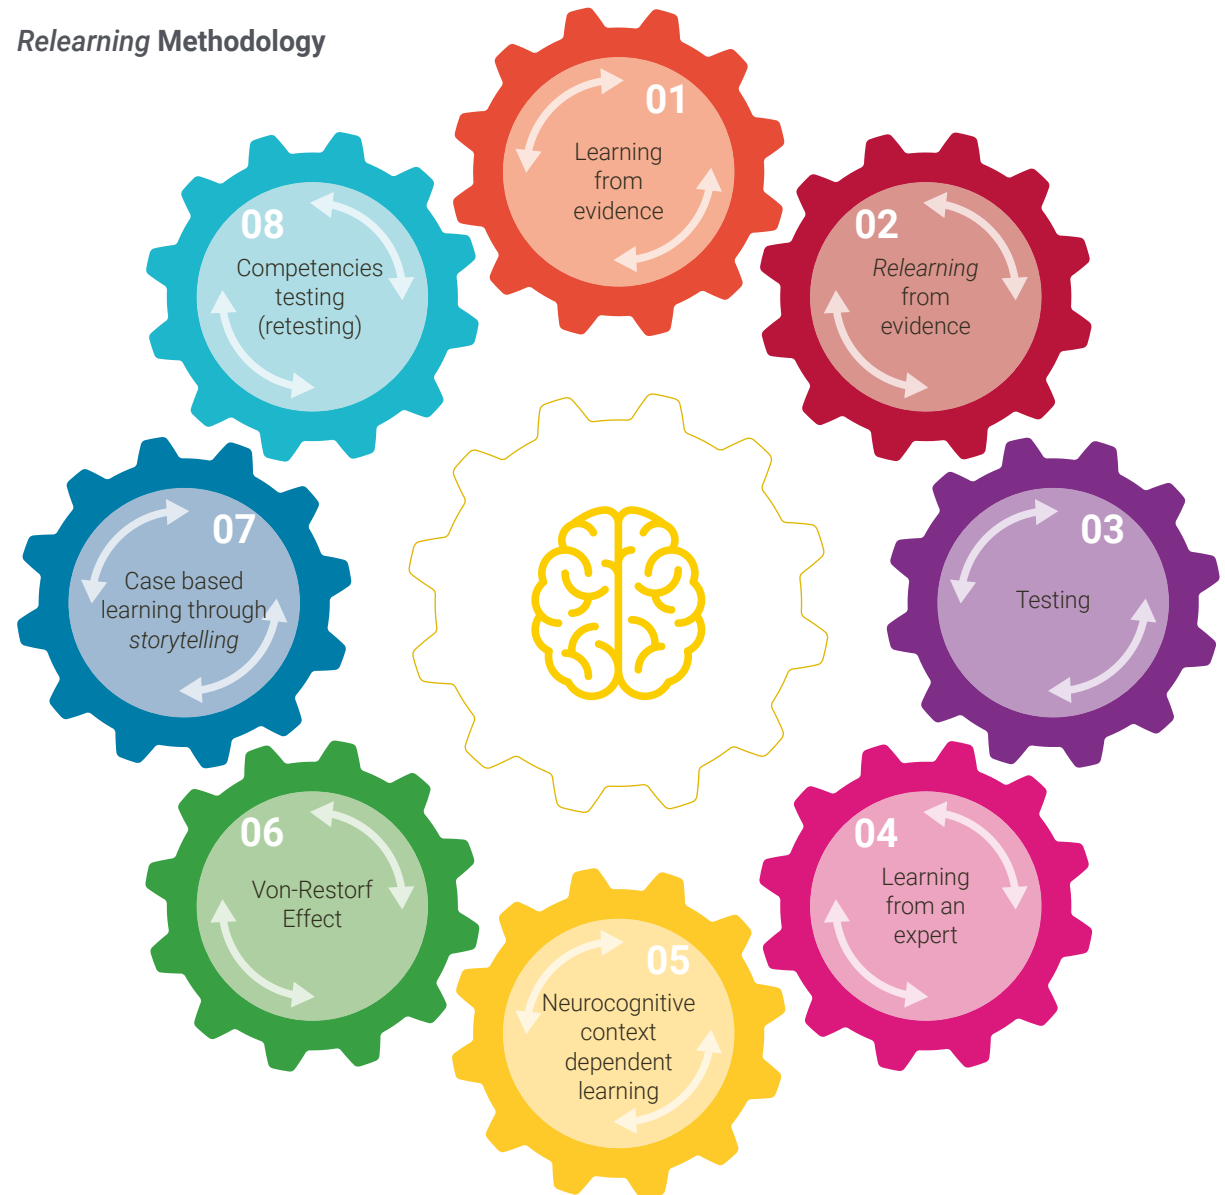 Relearning Methodology
01
Learning
from
evidence
02
Relearning
from
evidence
03
Testing
04
Learning
from an
expert
05
Neurocognitive
context
dependent
learning
06
Von-Restorf
Effect
07
Case based
learning through
storytelling
08
Competencies
testing
(retesting)